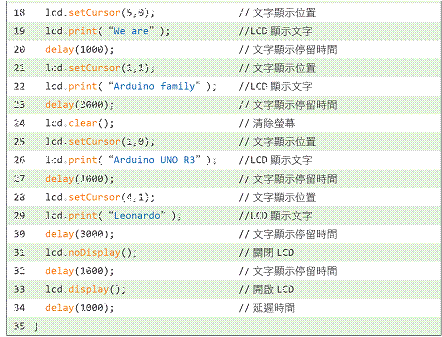 18 lcd.setCursor(5,0); // 文字顯示位置
19 lcd.print( “We are” ); //LCD 顯示文字
20 delay(1000); // 文字顯示停留時間
21 lcd.setCursor(1,1); // 文字顯示位置
22 lcd.print( “Arduino family” ); //LCD 顯示文字
23 delay(3000); // 文字顯示停留時間
24 lcd.clear(); // 清除螢幕
25 lcd.setCursor(1,0); // 文字顯示位置
26 lcd.print( “Arduino UNO R3” ); //LCD 顯示文字
27 delay(1000); // 文字顯示停留時間
28 lcd.setCursor(4,1); // 文字顯示位置
29 lcd.print( “Leonardo” ); //LCD 顯示文字
30 delay(3000); // 文字顯示停留時間
31 lcd.noDisplay(); // 關閉 LCD
32 delay(1000); // 文字顯示停留時間
33 lcd.display(); // 開啟 LCD
34 delay(1000); // 延遲時間
35 }